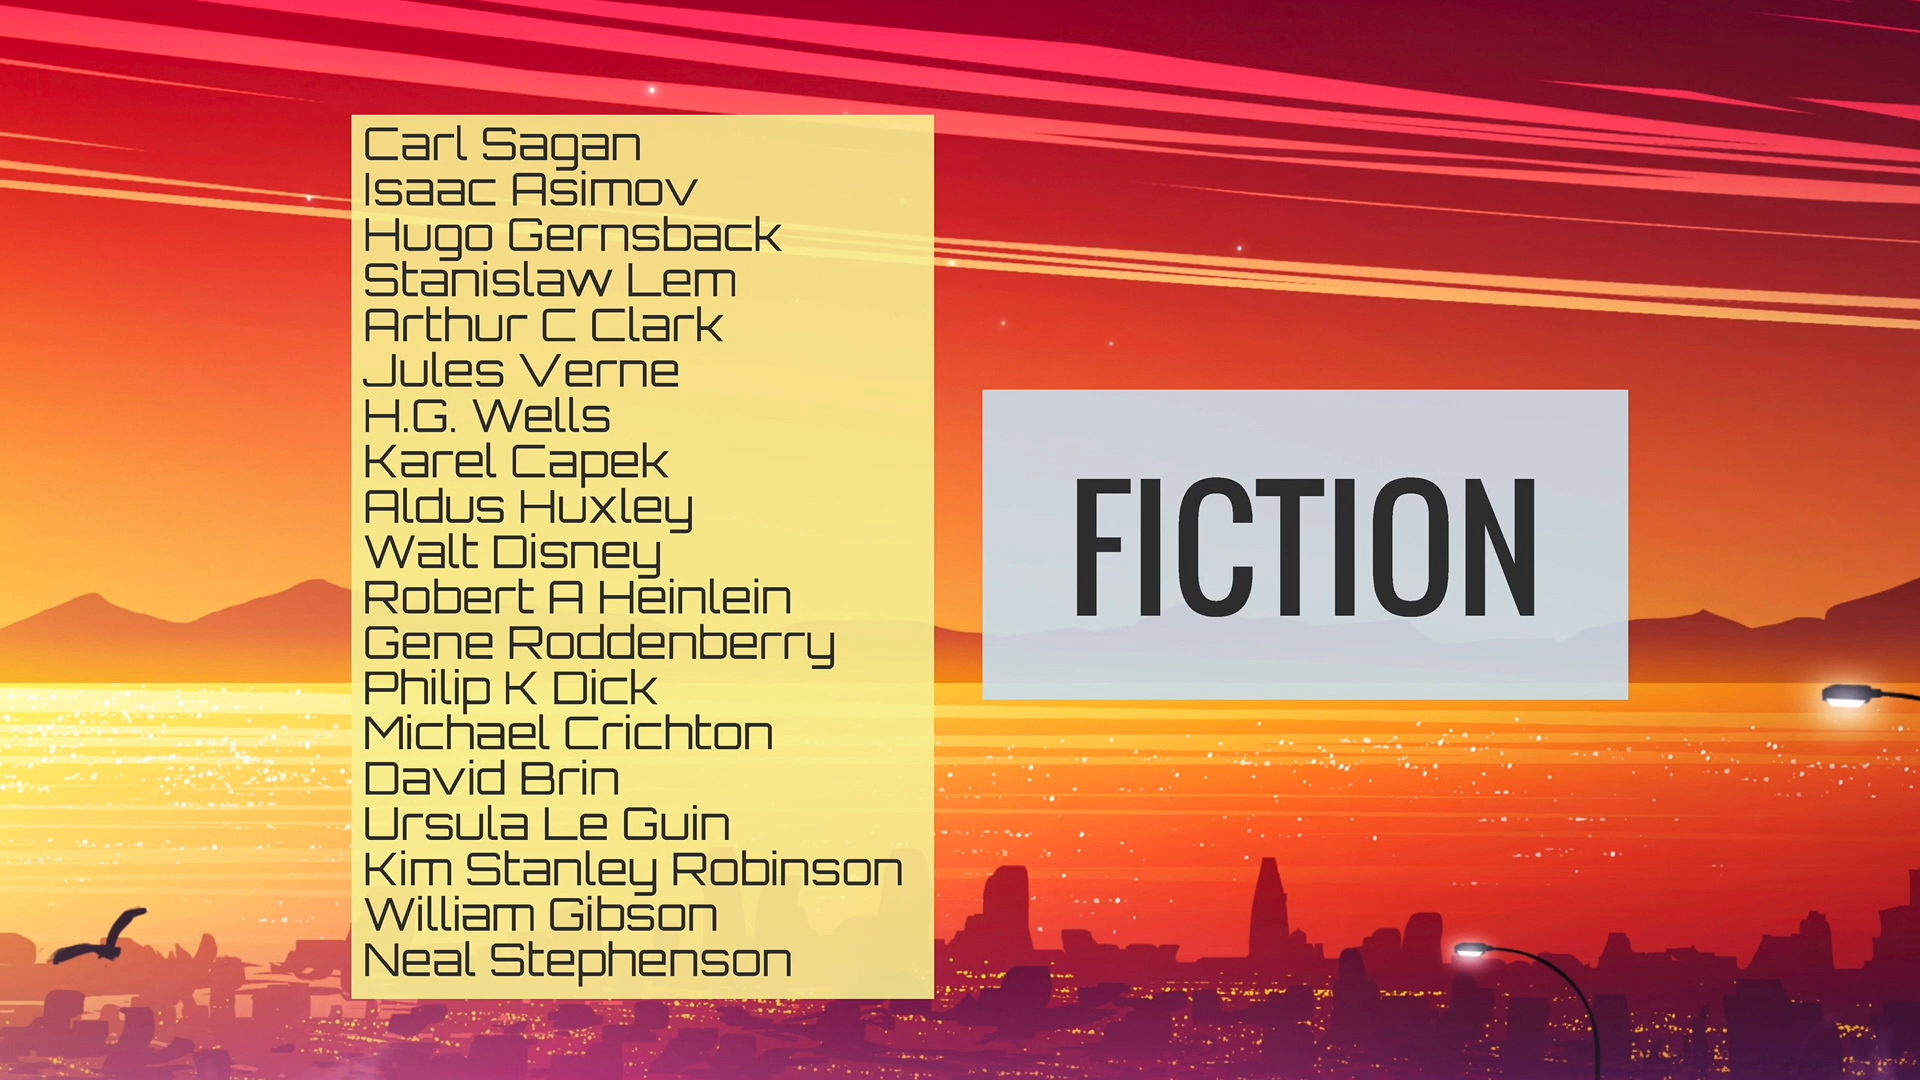 Carl Sagan
Isaac Asimov
Hugo Gernsback
Stanislaw Lem
Arthur C Clark
Jules Verne
H.G. Wells
Karel Capek
Aldus Huxley
Walt Disney
Robert A Heinlein
Gene Roddenberry
Philip K Dick
Michael Crichton
David Brin
Ursula Le Guin
Kim Stanley Robinson
William Gibson
Neal Stephenson
FICTION